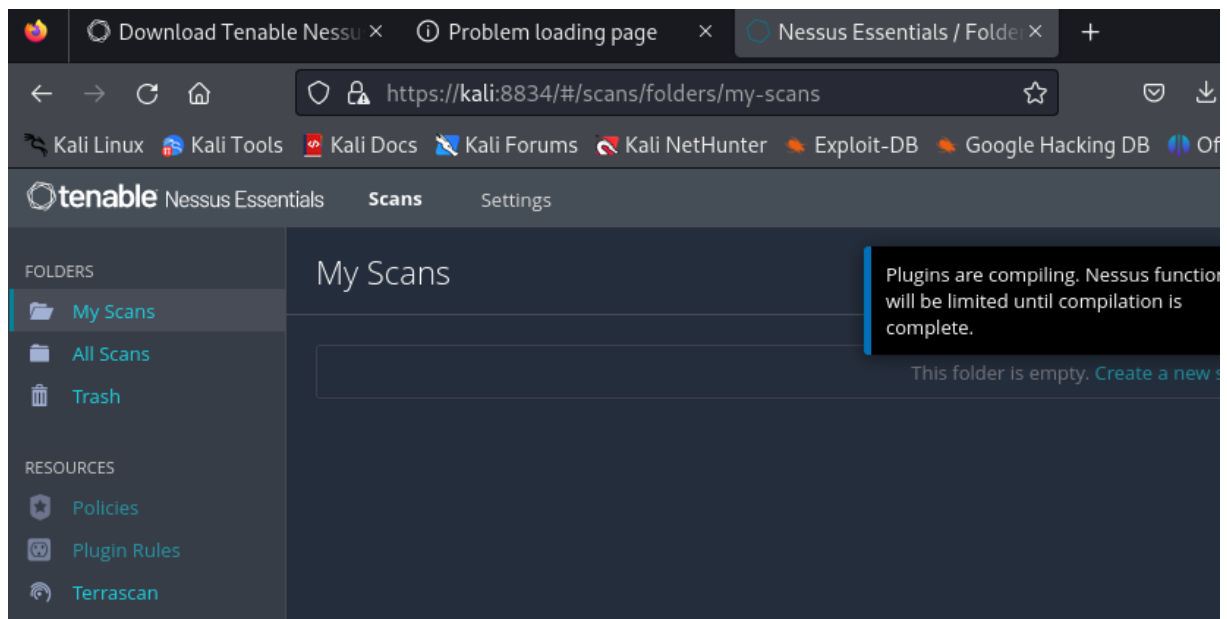 Download Tenable Nessu
Problem loading page
Nessus Essentials / Folder
https://kali:8834/#/scans/folders/my-scans
Kali Linux Kali Tools Kali Docs Kali Forums Kali NetHunter Exploit-DB Google Hacking DB Of
tenable Nessus Essentials Scans Settings
FOLDERS
My Scans
All Scans
Trash
RESOURCES
Policies
Plugin Rules
Terrascan
My Scans
Plugins are compiling. Nessus function
will be limited until compilation is
complete.
This folder is empty. Create a new s